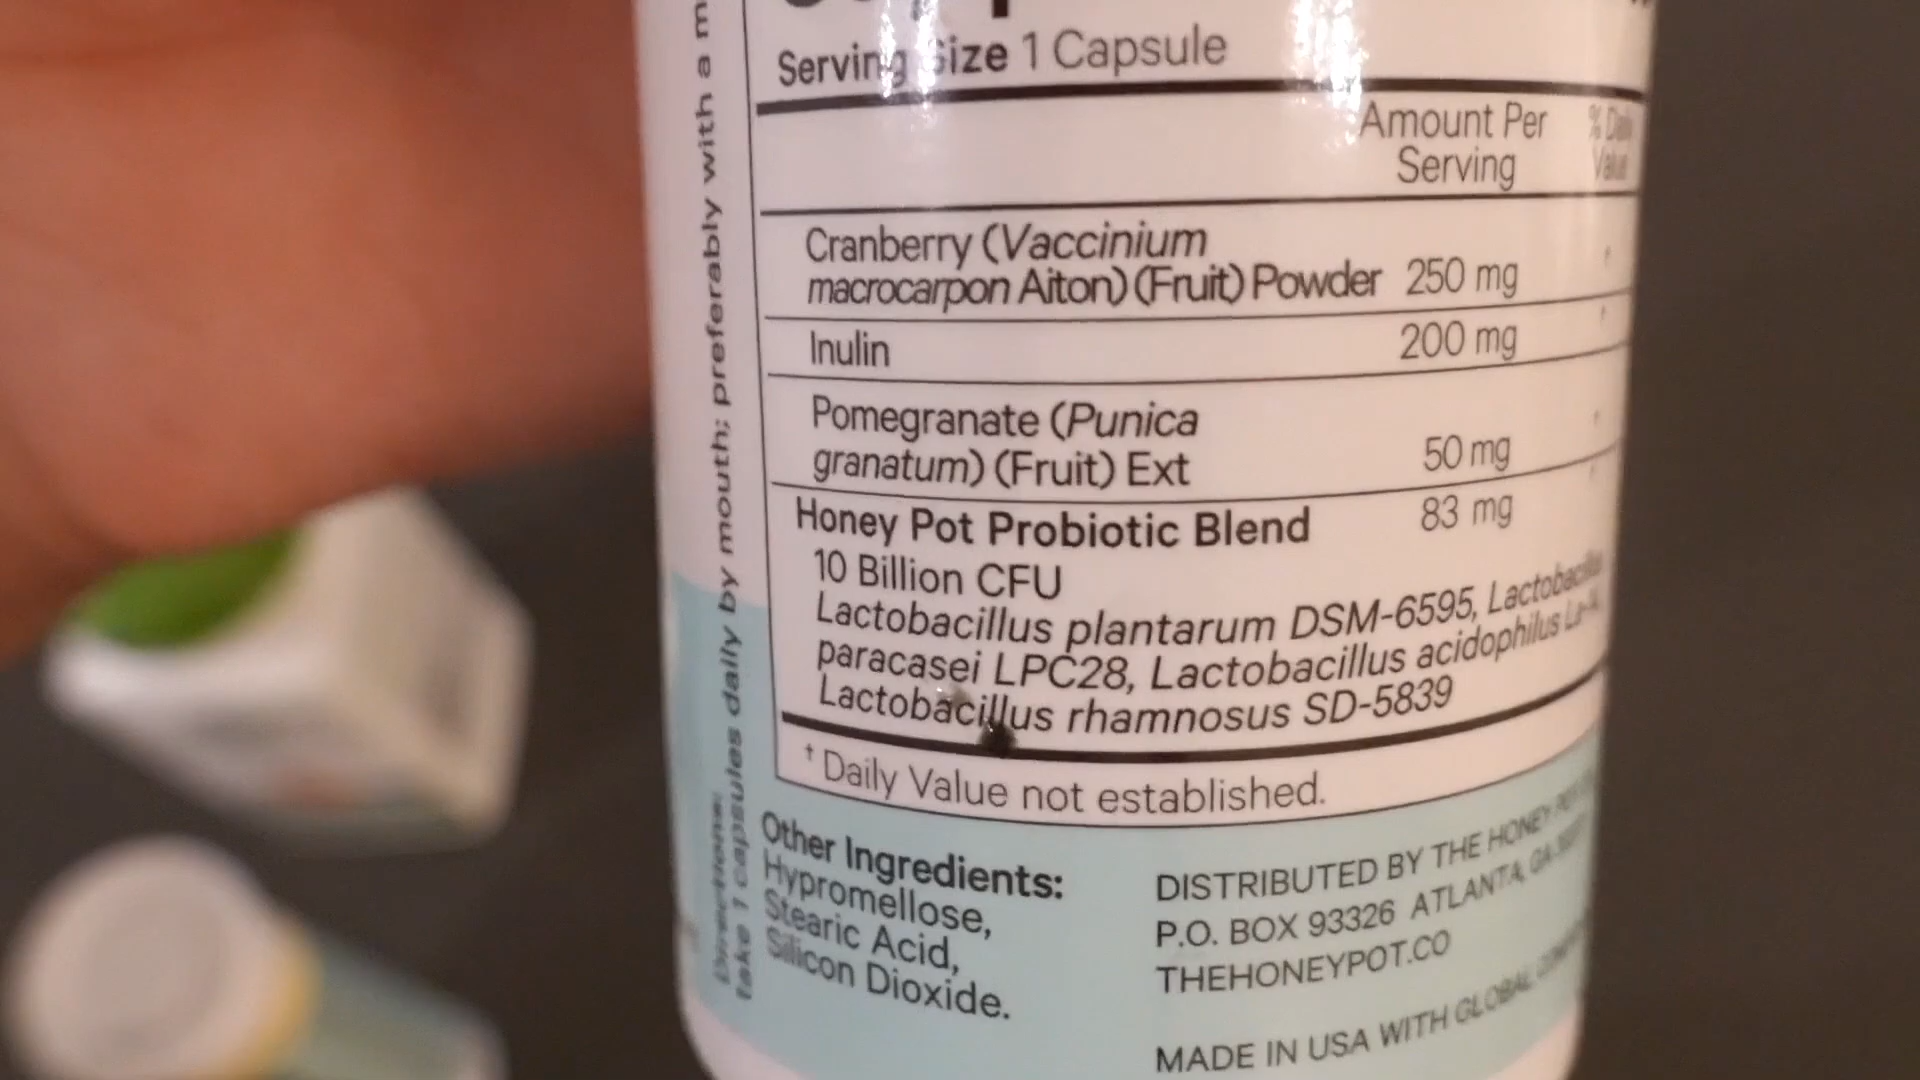 Serving Size 1 Capsule
Amount Per
Serving
% Daily
Value
Cranberry (Vaccinium
macrocarpon Aiton) (Fruit) Powder 250 mg †
Inulin 200 mg †
Pomegranate (Punica
granatum) (Fruit) Ext 50 mg †
Honey Pot Probiotic Blend 83 mg †
10 Billion CFU
Lactobacillus plantarum DSM-6595, Lactobacillus
paracasei LPC28, Lactobacillus acidophilus
Lactobacillus rhamnosus SD-5839
† Daily Value not established.
Other Ingredients:
Hypromellose,
Stearic Acid,
Silicon Dioxide.
DISTRIBUTED BY THE HONEY POT
P.O. BOX 93326 ATLANTA, GA
THEHONEYPOT.CO
MADE IN USA WITH GLOBAL
Directions:
take 1 capsules daily by mouth; preferably with a m